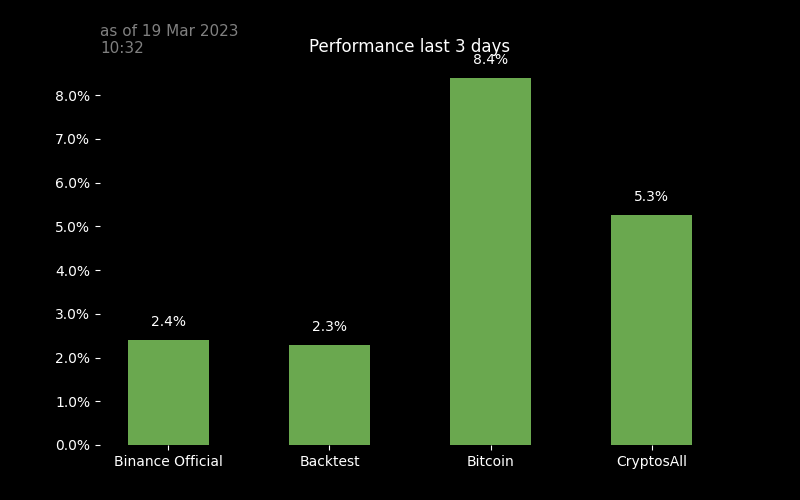 as of 19 Mar 2023
10:32
Performance last 3 days
8.4%
8.0%
7.0%
6.0%
5.3%
5.0%
4.0%
3.0%
2.4%
2.3%
2.0%
1.0%
0.0%
Binance Official
Backtest
Bitcoin
CryptosAll